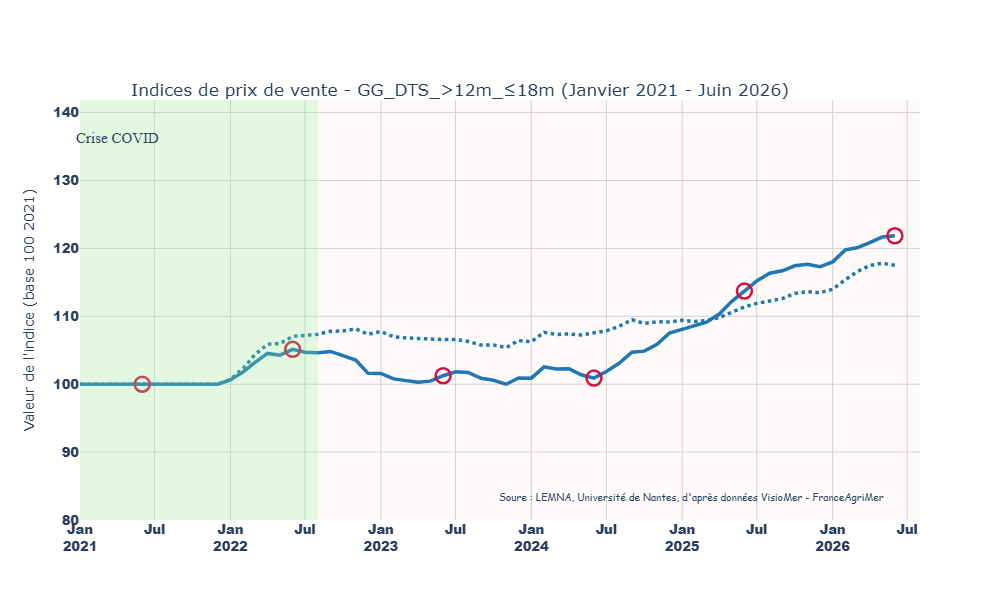 Indices de prix de vente - GG_DTS_>12m_≤18m (Janvier 2021 - Juin 2026)
140
Crise COVID
130
120
110
100
90
80
Valeur de l'indice (base 100 2021)
Soure : LEMNA, Université de Nantes, d'après données VisioMer - FranceAgriMer
Jan Jul Jan Jul Jan Jul Jan Jul Jan Jul Jan Jul
2021 2022 2023 2024 2025 2026